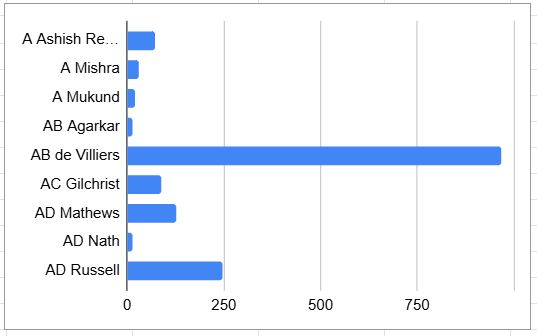 A Ashish Re…
A Mishra
A Mukund
AB Agarkar
AB de Villiers
AC Gilchrist
AD Mathews
AD Nath
AD Russell
0 250 500 750